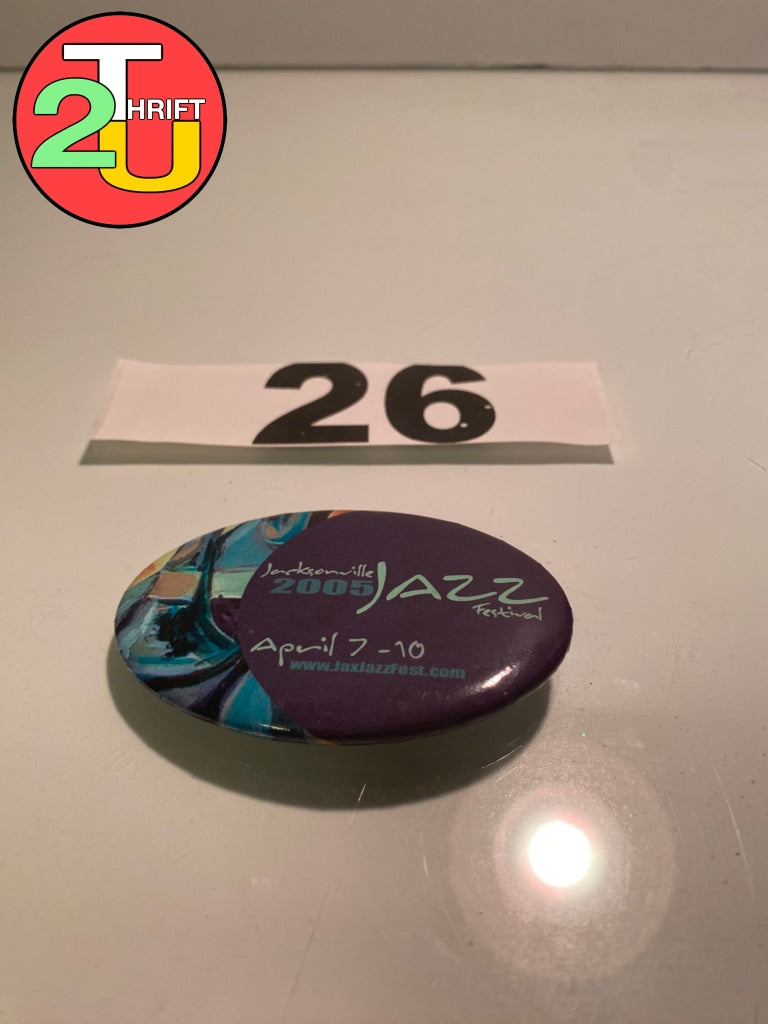 T
2
HRIFT
U
26
Jacksonville
2005 JAZZ
Festival
April 7-10
www.JaxJazzFest.com